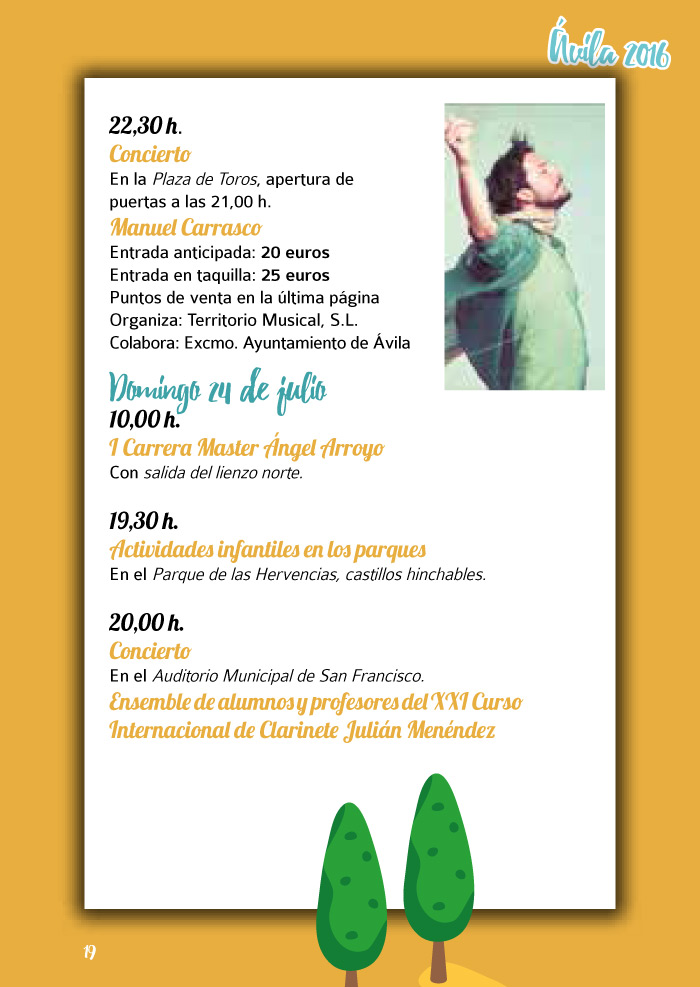 Ávila 2016
22,30 h.
Concierto
En la Plaza de Toros, apertura de
puertas a las 21,00 h.
Manuel Carrasco
Entrada anticipada: 20 euros
Entrada en taquilla: 25 euros
Puntos de venta en la última página
Organiza: Territorio Musical, S.L.
Colabora: Excmo. Ayuntamiento de Ávila
Domingo 24 de julio
10,00 h.
I Carrera Master Ángel Arroyo
Con salida del lienzo norte.
19,30 h.
Actividades infantiles en los parques
En el Parque de las Hervencias, castillos hinchables.
20,00 h.
Concierto
En el Auditorio Municipal de San Francisco.
Ensemble de alumnos y profesores del XXI Curso
Internacional de Clarinete Julián Menéndez
19